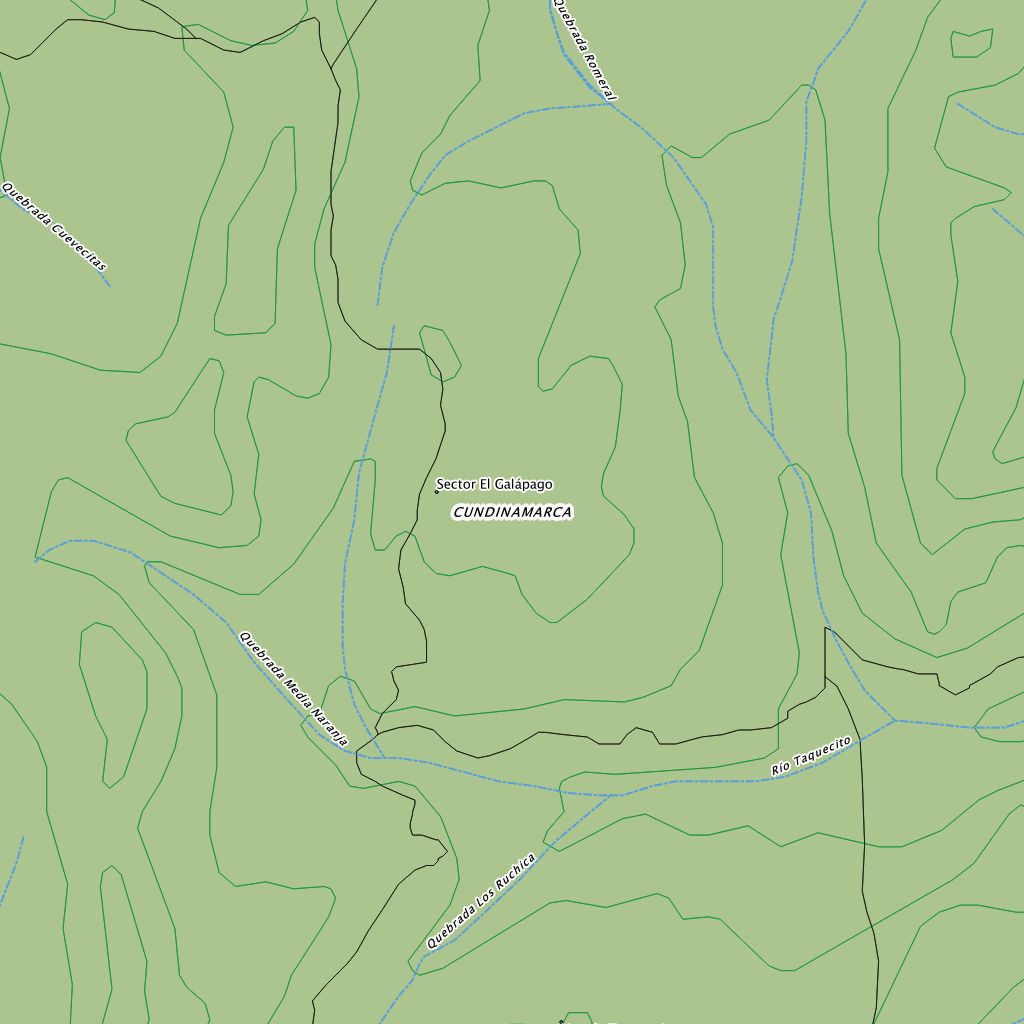 Quebrada Romeral
Quebrada Cuevecitas
Sector El Galápago
CUNDINAMARCA
Quebrada Media Naranja
Río Taquecito
Quebrada Los Ruchica